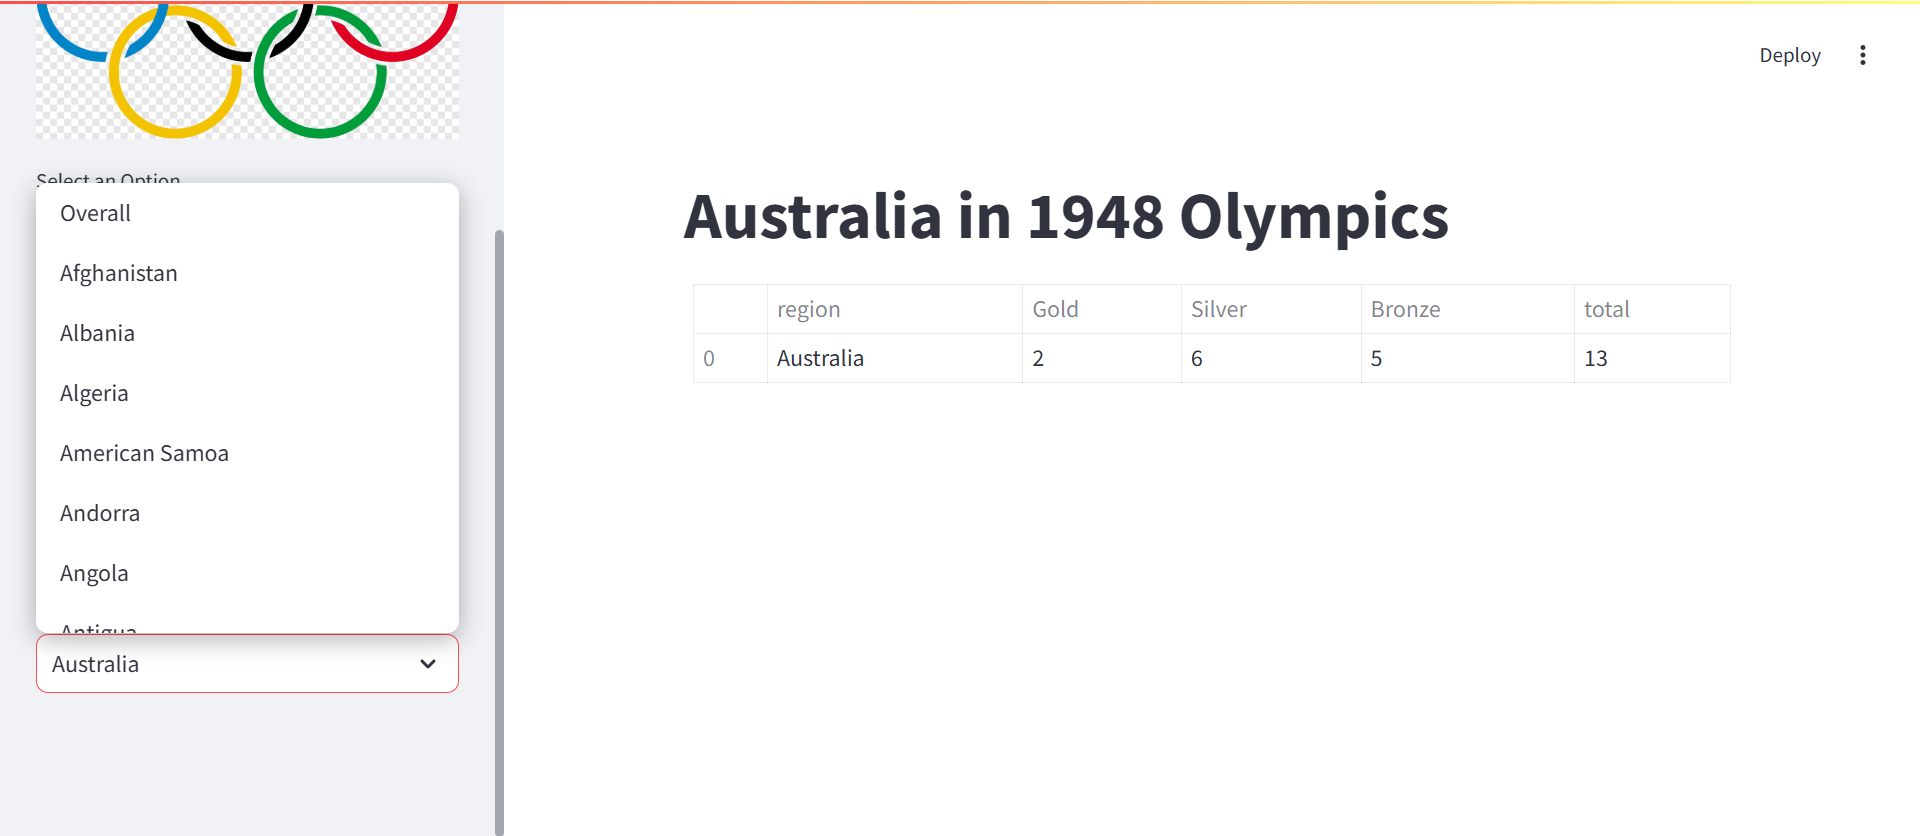 Deploy
Select an Option
Overall
Afghanistan
Albania
Algeria
American Samoa
Andorra
Angola
Antigua
Australia
Australia in 1948 Olympics
region Gold Silver Bronze total
0 Australia 2 6 5 13